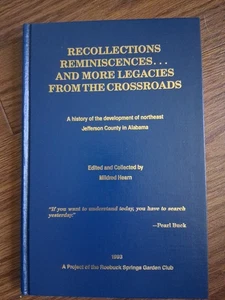 RECOLLECTIONS
REMINISCENCES...
AND MORE LEGACIES
FROM THE CROSSROADS
A history of the development of northeast
Jefferson County in Alabama
Edited and Collected by
Mildred Hearn
"If you want to understand today, you have to search
yesterday."
—Pearl Buck
1993
A Project of the Roebuck Springs Garden Club